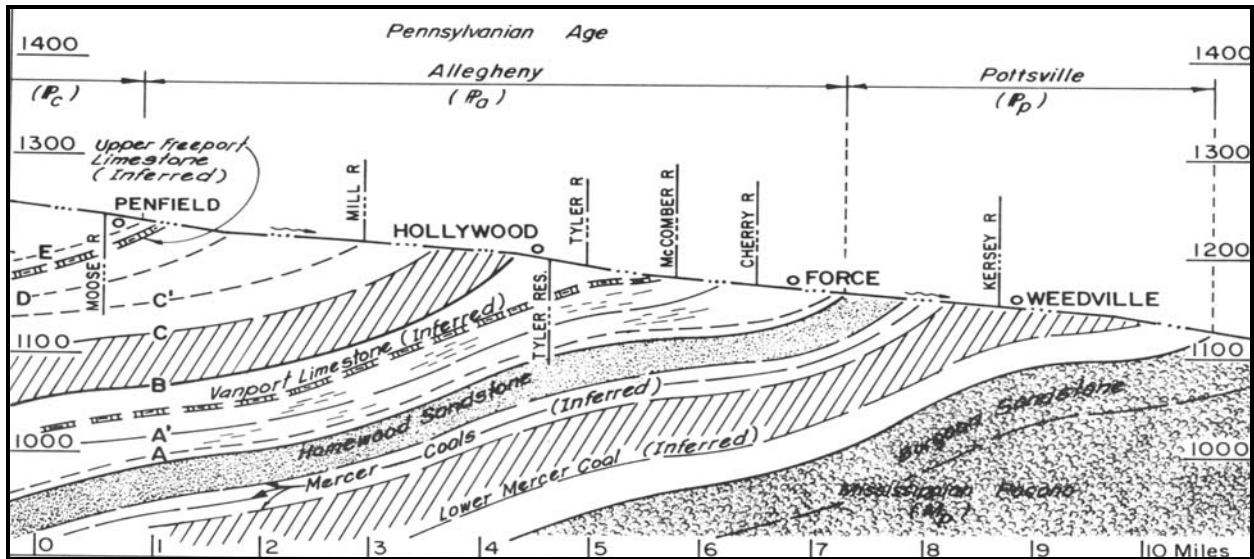 Pennsylvanian Age
1400
1400
Allegheny
Pottsville
(ℙc)
(ℙa)
(ℙp)
1300
1300
Upper Freeport
Limestone
(Inferred)
PENFIELD
MOOSE R
MILL R
HOLLYWOOD
TYLER RES.
TYLER R
McCOMBER R
CHERRY R
FORCE
KERSEY R
WEEDVILLE
1200
E
D
C'
C
1100
1100
B
Vanport Limestone (Inferred)
A'
A
1000
1000
Homewood Sandstone
Mercer Coals (Inferred)
Lower Mercer Coal (Inferred)
Burgoon Sandstone
Mississippian Pocono
0 1 2 3 4 5 6 7 8 9 10 Miles